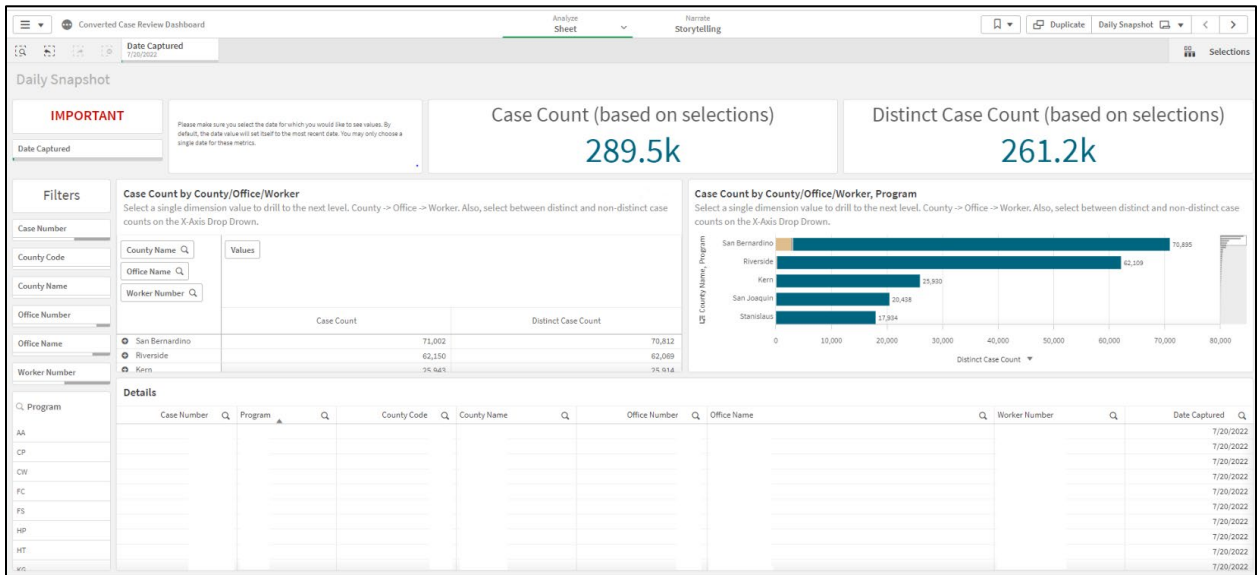 Converted Case Review Dashboard
Analyze
Sheet
Narrate
Storytelling
Duplicate
Daily Snapshot
Date Captured
7/20/2022
Selections
Daily Snapshot
IMPORTANT
Date Captured
Please make sure you select the date for which you would like to see values. By
default, the date value will set itself to the most recent date. You may only choose a
single date for these metrics.
Case Count (based on selections)
289.5k
Distinct Case Count (based on selections)
261.2k
Filters
Case Number
County Code
County Name
Office Number
Office Name
Worker Number
Program
AA
CP
CW
FC
FS
HP
HT
KG
Case Count by County/Office/Worker
Select a single dimension value to drill to the next level. County -> Office -> Worker. Also, select between distinct and non-distinct case
counts on the X-Axis Drop Drown.
County Name
Office Name
Worker Number
Values
Case Count
Distinct Case Count
San Bernardino 71,002 70,812
Riverside 62,150 62,069
Kern 25,943 25,914
Case Count by County/Office/Worker, Program
Select a single dimension value to drill to the next level. County -> Office -> Worker. Also, select between distinct and non-distinct case
counts on the X-Axis Drop Drown.
County Name, Program
San Bernardino 70,895
Riverside 62,109
Kern 25,930
San Joaquin 20,438
Stanislaus 17,934
0 10,000 20,000 30,000 40,000 50,000 60,000 70,000 80,000
Distinct Case Count
Details
Case Number Program County Code County Name Office Number Office Name Worker Number Date Captured
7/20/2022
7/20/2022
7/20/2022
7/20/2022
7/20/2022
7/20/2022
7/20/2022
7/20/2022
7/20/2022
7/20/2022